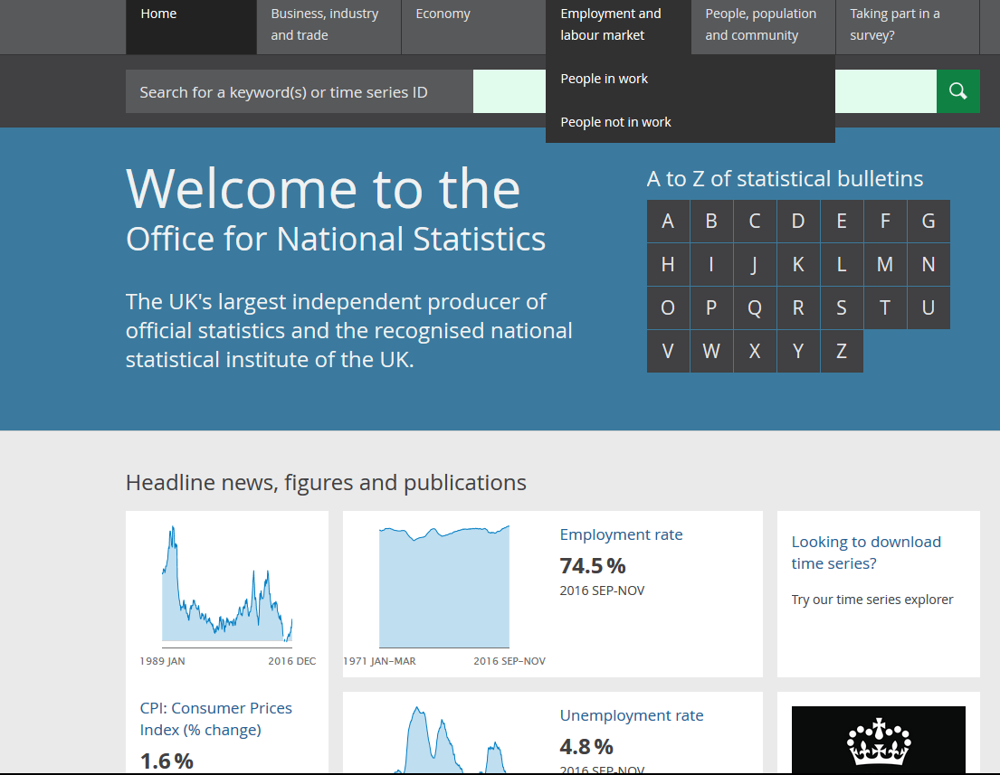 Home
Business, industry
and trade
Economy
Employment and
labour market
People, population
and community
Taking part in a
survey?
People in work
People not in work
Search for a keyword(s) or time series ID
Welcome to the
Office for National Statistics
The UK's largest independent producer of
official statistics and the recognised national
statistical institute of the UK.
A to Z of statistical bulletins
A B C D E F G
H I J K L M N
O P Q R S T U
V W X Y Z
Headline news, figures and publications
1989 JAN 2016 DEC
CPI: Consumer Prices
Index (% change)
1.6 %
1971 JAN-MAR 2016 SEP-NOV
Employment rate
74.5 %
2016 SEP-NOV
Looking to download
time series?
Try our time series explorer
Unemployment rate
4.8 %
2016 SEP-NOV